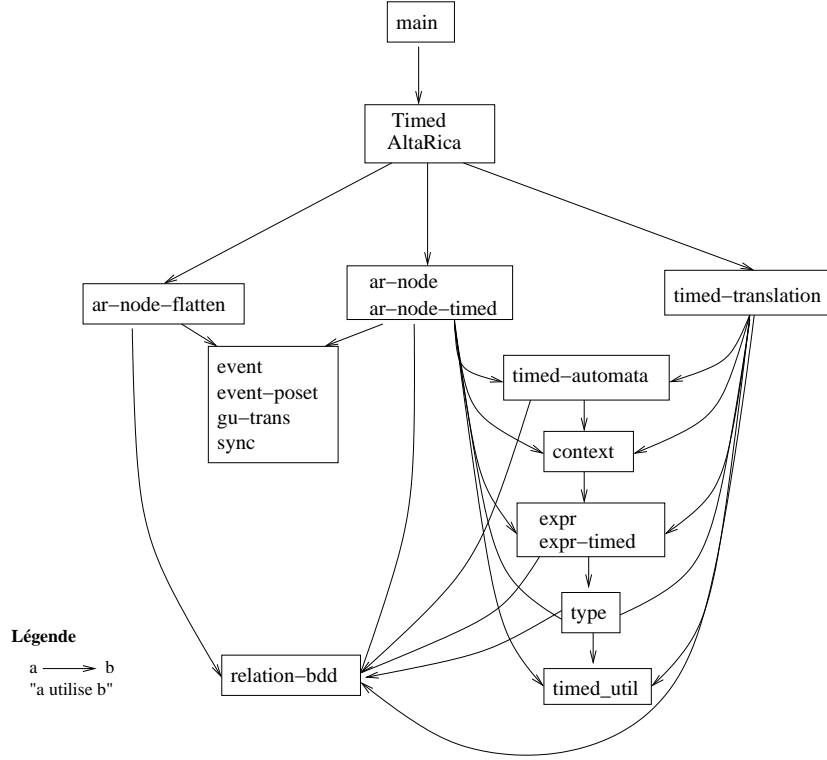 main
Timed
AltaRica
ar-node-flatten
ar-node
ar-node-timed
timed-translation
event
event-poset
gu-trans
sync
timed-automata
context
expr
expr-timed
type
timed_util
relation-bdd
Légende
a b
"a utilise b"